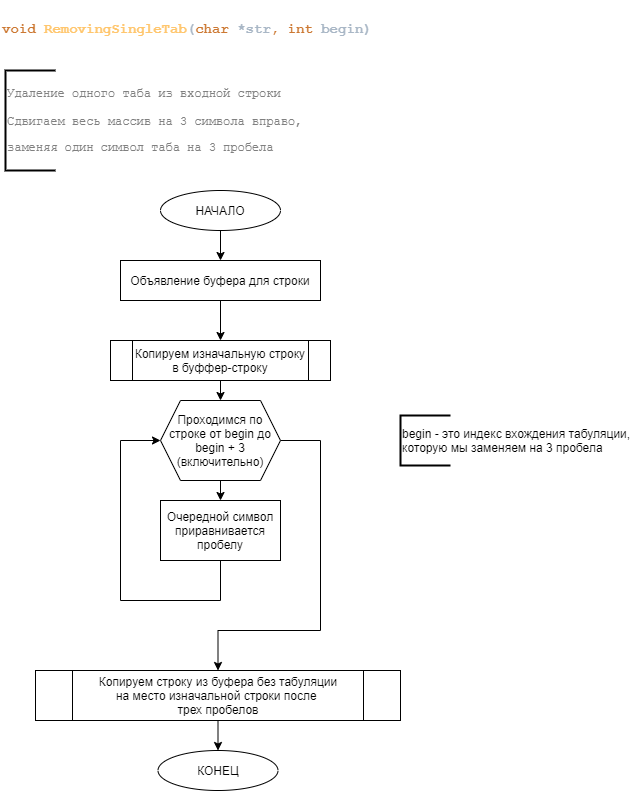 void RemovingSingleTab(char *str, int begin)
Удаление одного таба из входной строки
Сдвигаем весь массив на 3 символа вправо,
заменяя один символ таба на 3 пробела
НАЧАЛО
Объявление буфера для строки
Копируем изначальную строку
в буффер-строку
Проходимся по
строке от begin до
begin + 3
(включительно)
begin - это индекс вхождения табуляции,
которую мы заменяем на 3 пробела
Очередной символ
приравнивается
пробелу
Копируем строку из буфера без табуляции
на место изначальной строки после
трех пробелов
КОНЕЦ